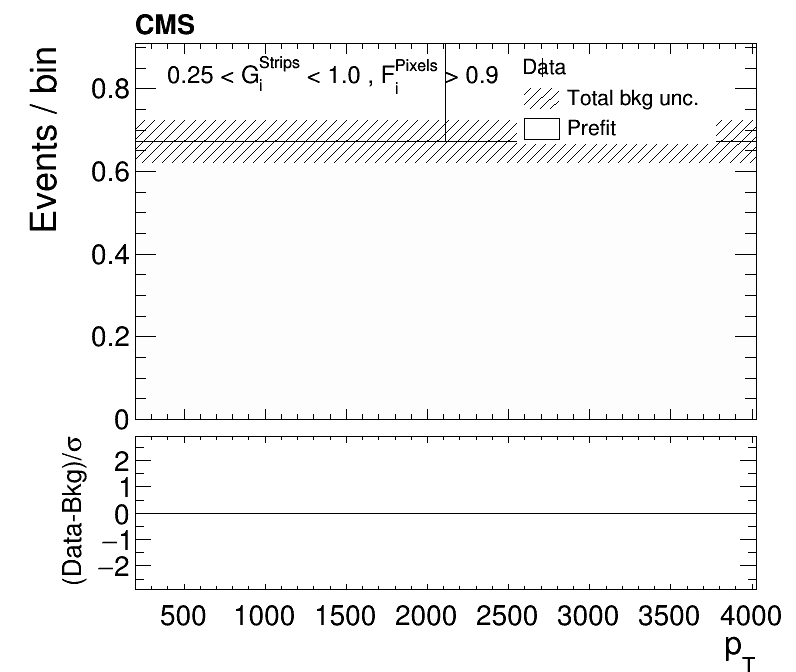 CMS
0.25 < G_i^Strips < 1.0 , F_i^Pixels > 0.9
Data
Total bkg unc.
Prefit
Events / bin
0.8
0.6
0.4
0.2
0
(Data-Bkg)/σ
2
1
0
−1
−2
500 1000 1500 2000 2500 3000 3500 4000
p_T